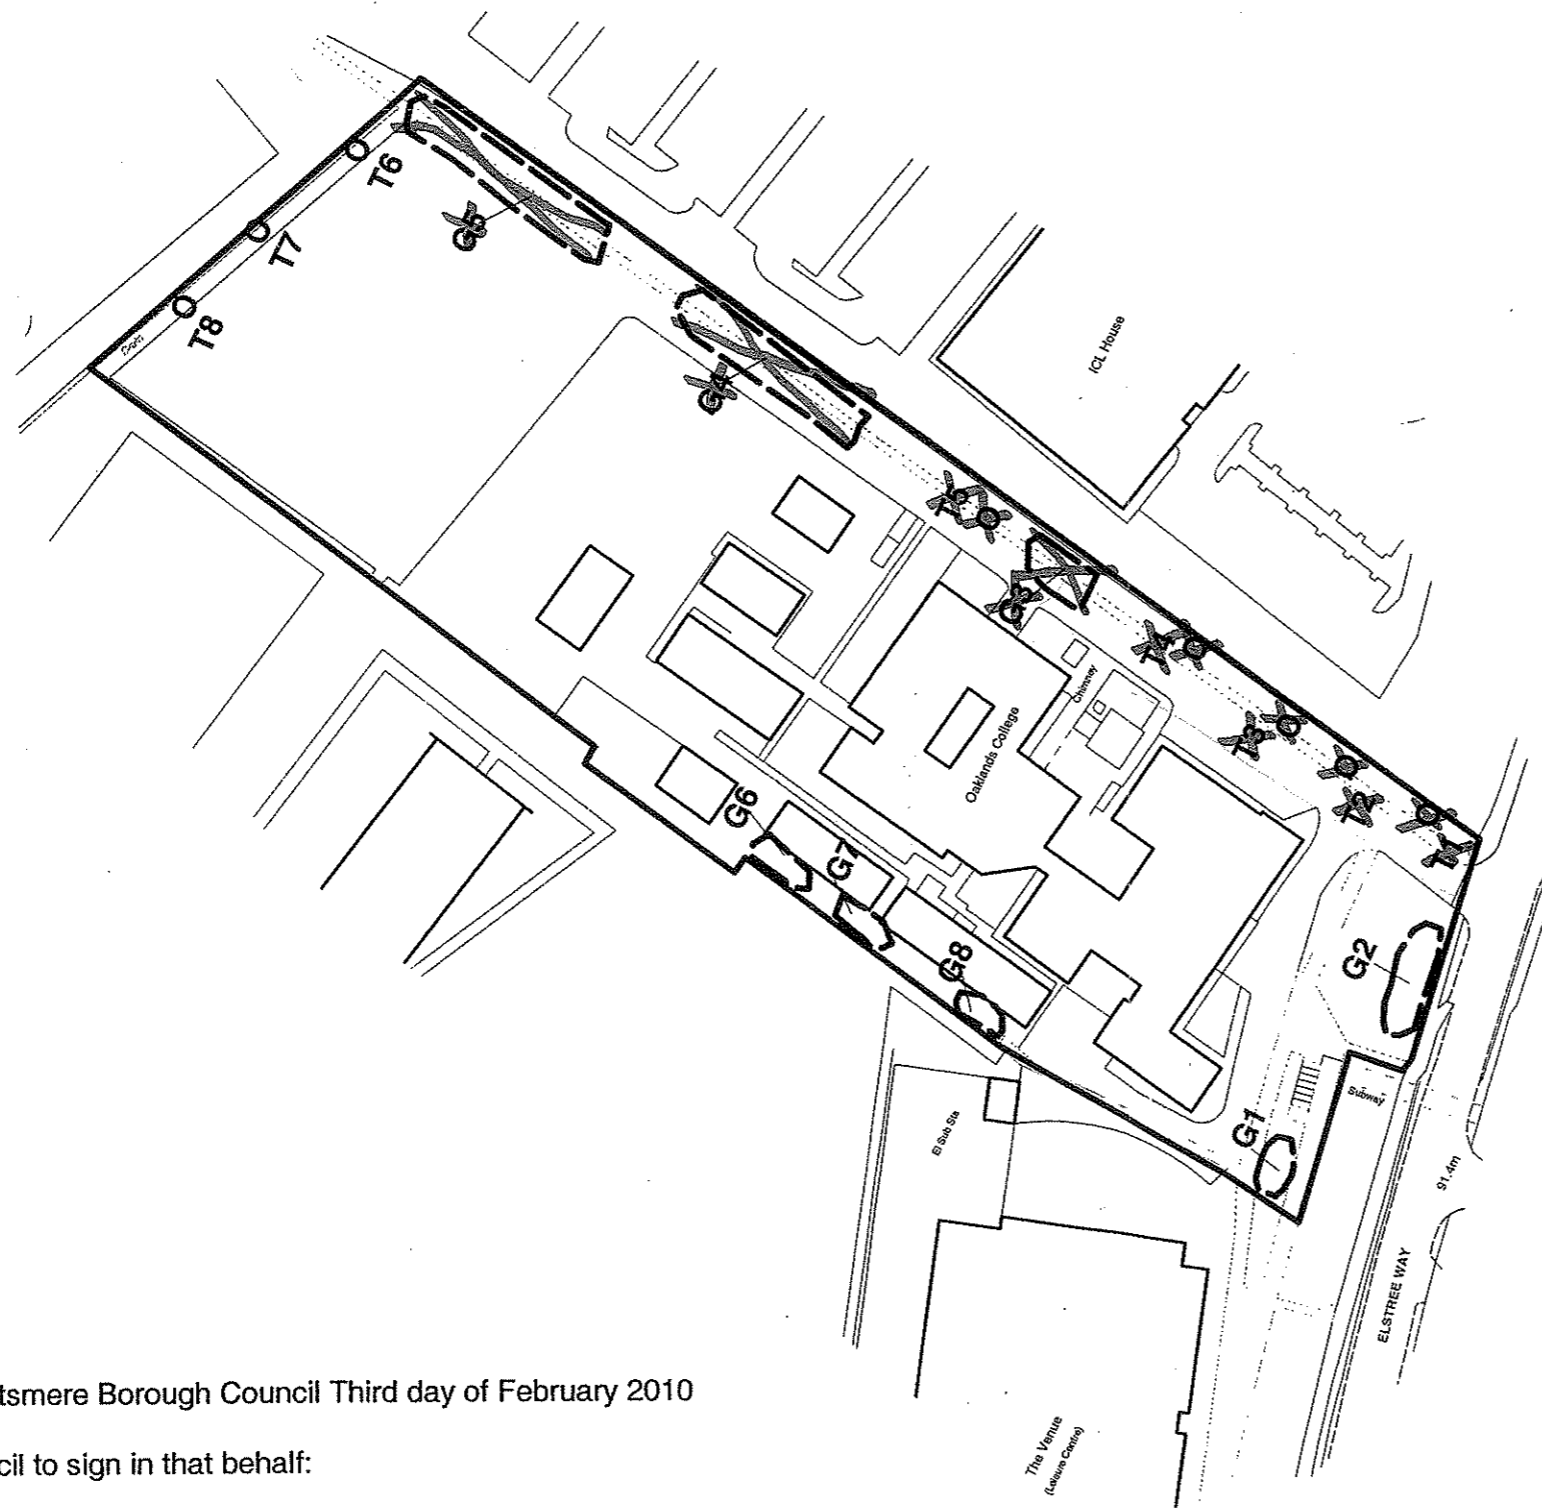 T6
T7
G5
T8
Drain
ICL House
G4
T5
G3
T4
Chimney
Oaklands College
T3
G6
T2
G7
T1
G8
G2
Subway
G1
El Sub Sta
91.4m
ELSTREE WAY
The Venue
(Leisure Centre)
tsmere Borough Council Third day of February 2010
cil to sign in that behalf: